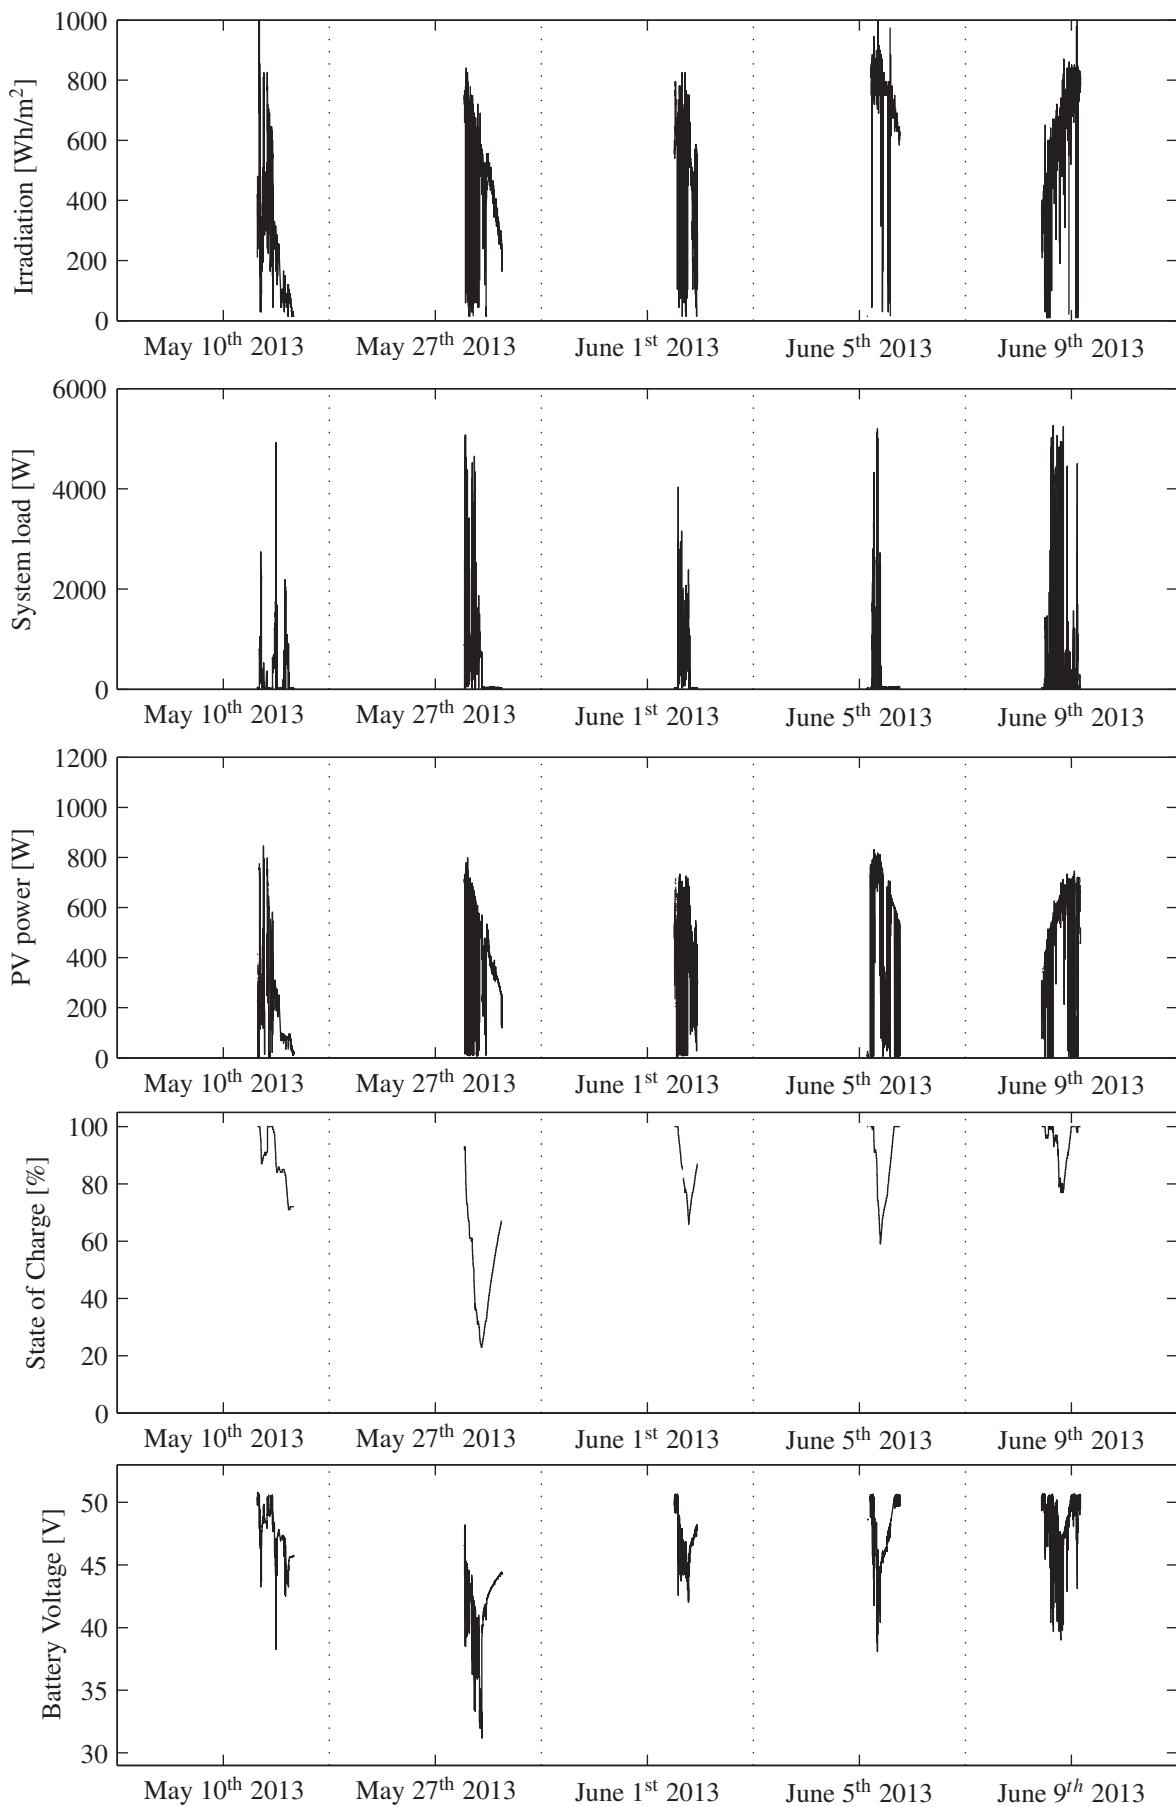 1000
800
600
400
200
0
Irradiation [Wh/m²]
May 10th 2013 May 27th 2013 June 1st 2013 June 5th 2013 June 9th 2013
6000
4000
2000
0
System load [W]
May 10th 2013 May 27th 2013 June 1st 2013 June 5th 2013 June 9th 2013
1200
1000
800
600
400
200
0
PV power [W]
May 10th 2013 May 27th 2013 June 1st 2013 June 5th 2013 June 9th 2013
100
80
60
40
20
0
State of Charge [%]
May 10th 2013 May 27th 2013 June 1st 2013 June 5th 2013 June 9th 2013
50
45
40
35
30
Battery Voltage [V]
May 10th 2013 May 27th 2013 June 1st 2013 June 5th 2013 June 9th 2013